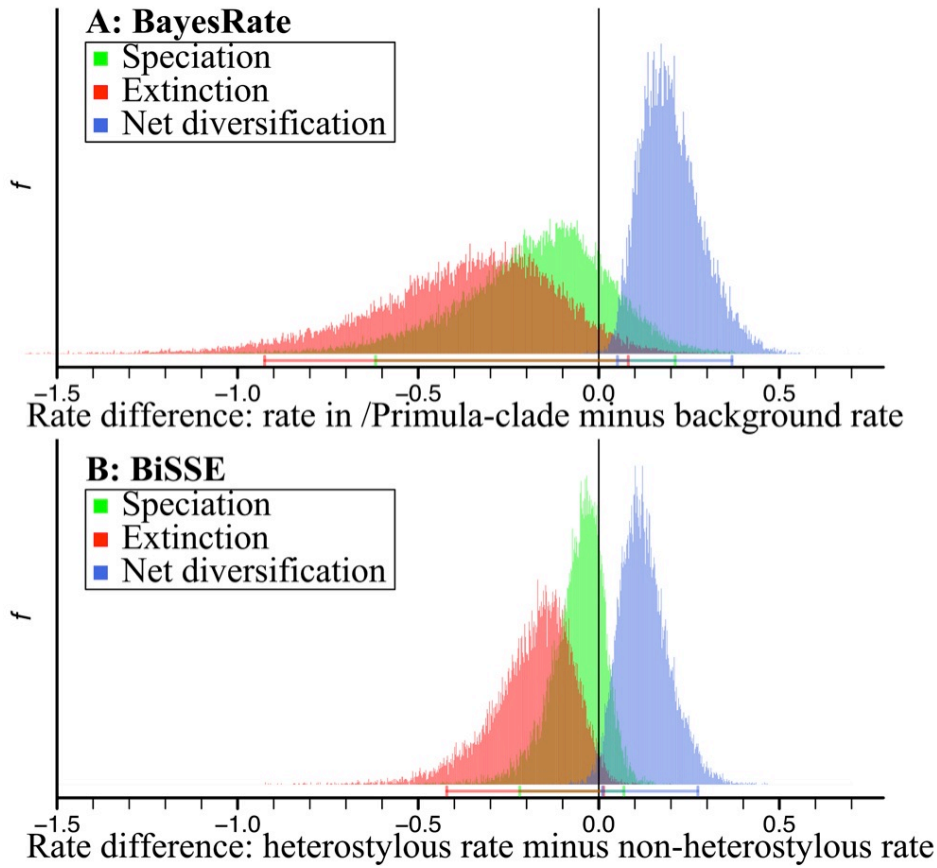 A: BayesRate
Speciation
Extinction
Net diversification
f
−1.5 −1.0 −0.5 0.0 0.5
Rate difference: rate in /Primula-clade minus background rate
B: BiSSE
Speciation
Extinction
Net diversification
f
−1.5 −1.0 −0.5 0.0 0.5
Rate difference: heterostylous rate minus non-heterostylous rate